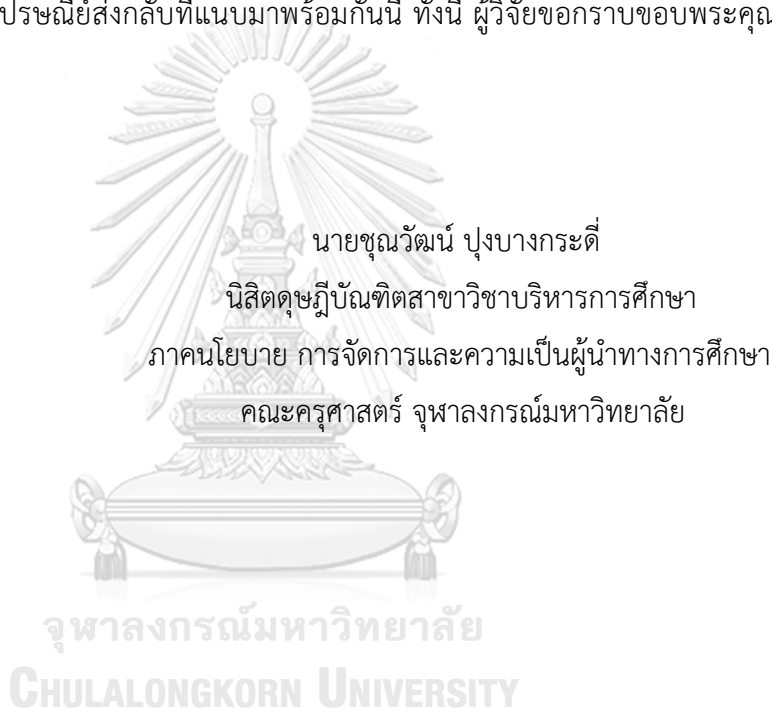 ปรษณีย์ส่งกลับที่แนบมาพร้อมกันนี้ ทั้งนี้ ผู้วิจัยขอกราบขอบพระคุณ
นายชุณวัฒน์ ปุงบางกระดี่
นิสิตดุษฎีบัณฑิตสาขาวิชาบริหารการศึกษา
ภาคนโยบาย การจัดการและความเป็นผู้นำทางการศึกษา
คณะครุศาสตร์ จุฬาลงกรณ์มหาวิทยาลัย
จุฬาลงกรณ์มหาวิทยาลัย
CHULALONGKORN UNIVERSITY